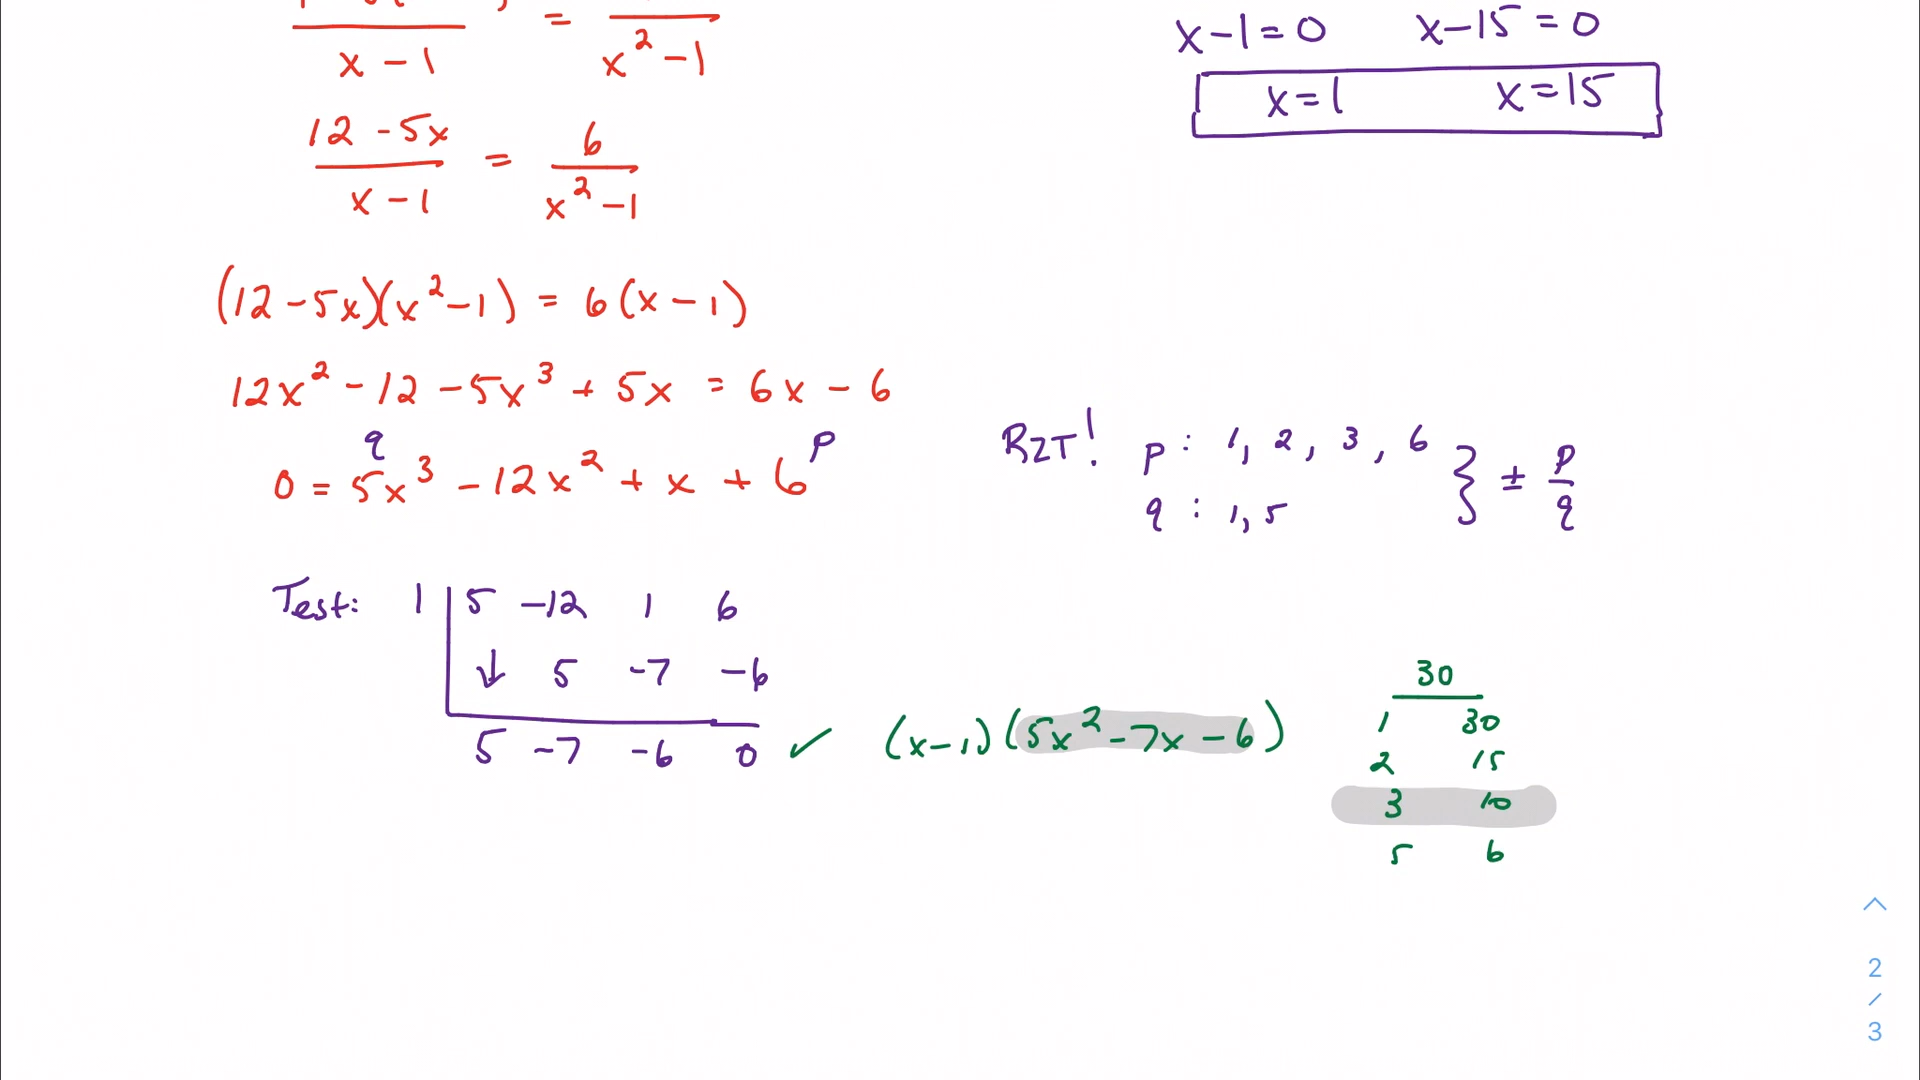 x - 1 = x² - 1
x - 1 = 0 x - 15 = 0
x = 1 x = 15
12 - 5x / x - 1 = 6 / x² - 1
(12 - 5x)(x² - 1) = 6(x - 1)
12x² - 12 - 5x³ + 5x = 6x - 6
q p
0 = 5x³ - 12x² + x + 6
RZT! p : 1, 2, 3, 6 } ± p/q
q : 1, 5
Test: 1 | 5 -12 1 6
↓ 5 -7 -6
5 -7 -6 0 ✓ (x - 1)(5x² - 7x - 6)
30
1 30
2 15
3 10
5 6
2
/
3